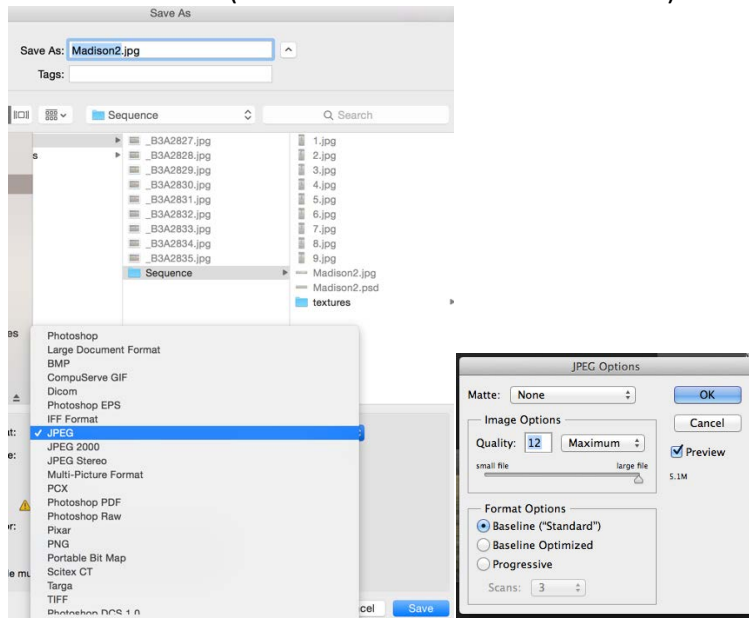 Save As
Save As: Madison2.jpg
Tags:
Sequence
Search
_B3A2827.jpg
_B3A2828.jpg
_B3A2829.jpg
_B3A2830.jpg
_B3A2831.jpg
_B3A2832.jpg
_B3A2833.jpg
_B3A2834.jpg
_B3A2835.jpg
Sequence
1.jpg
2.jpg
3.jpg
4.jpg
5.jpg
6.jpg
7.jpg
8.jpg
9.jpg
Madison2.jpg
Madison2.psd
textures
Photoshop
Large Document Format
BMP
CompuServe GIF
Dicom
Photoshop EPS
IFF Format
JPEG
JPEG 2000
JPEG Stereo
Multi-Picture Format
PCX
Photoshop PDF
Photoshop Raw
Pixar
PNG
Portable Bit Map
Scitex CT
Targa
TIFF
Photoshop DCS 1.0
cel Save
JPEG Options
Matte: None
OK
Image Options
Cancel
Quality: 12 Maximum
Preview
small file large file
5.1M
Format Options
Baseline ("Standard")
Baseline Optimized
Progressive
Scans: 3